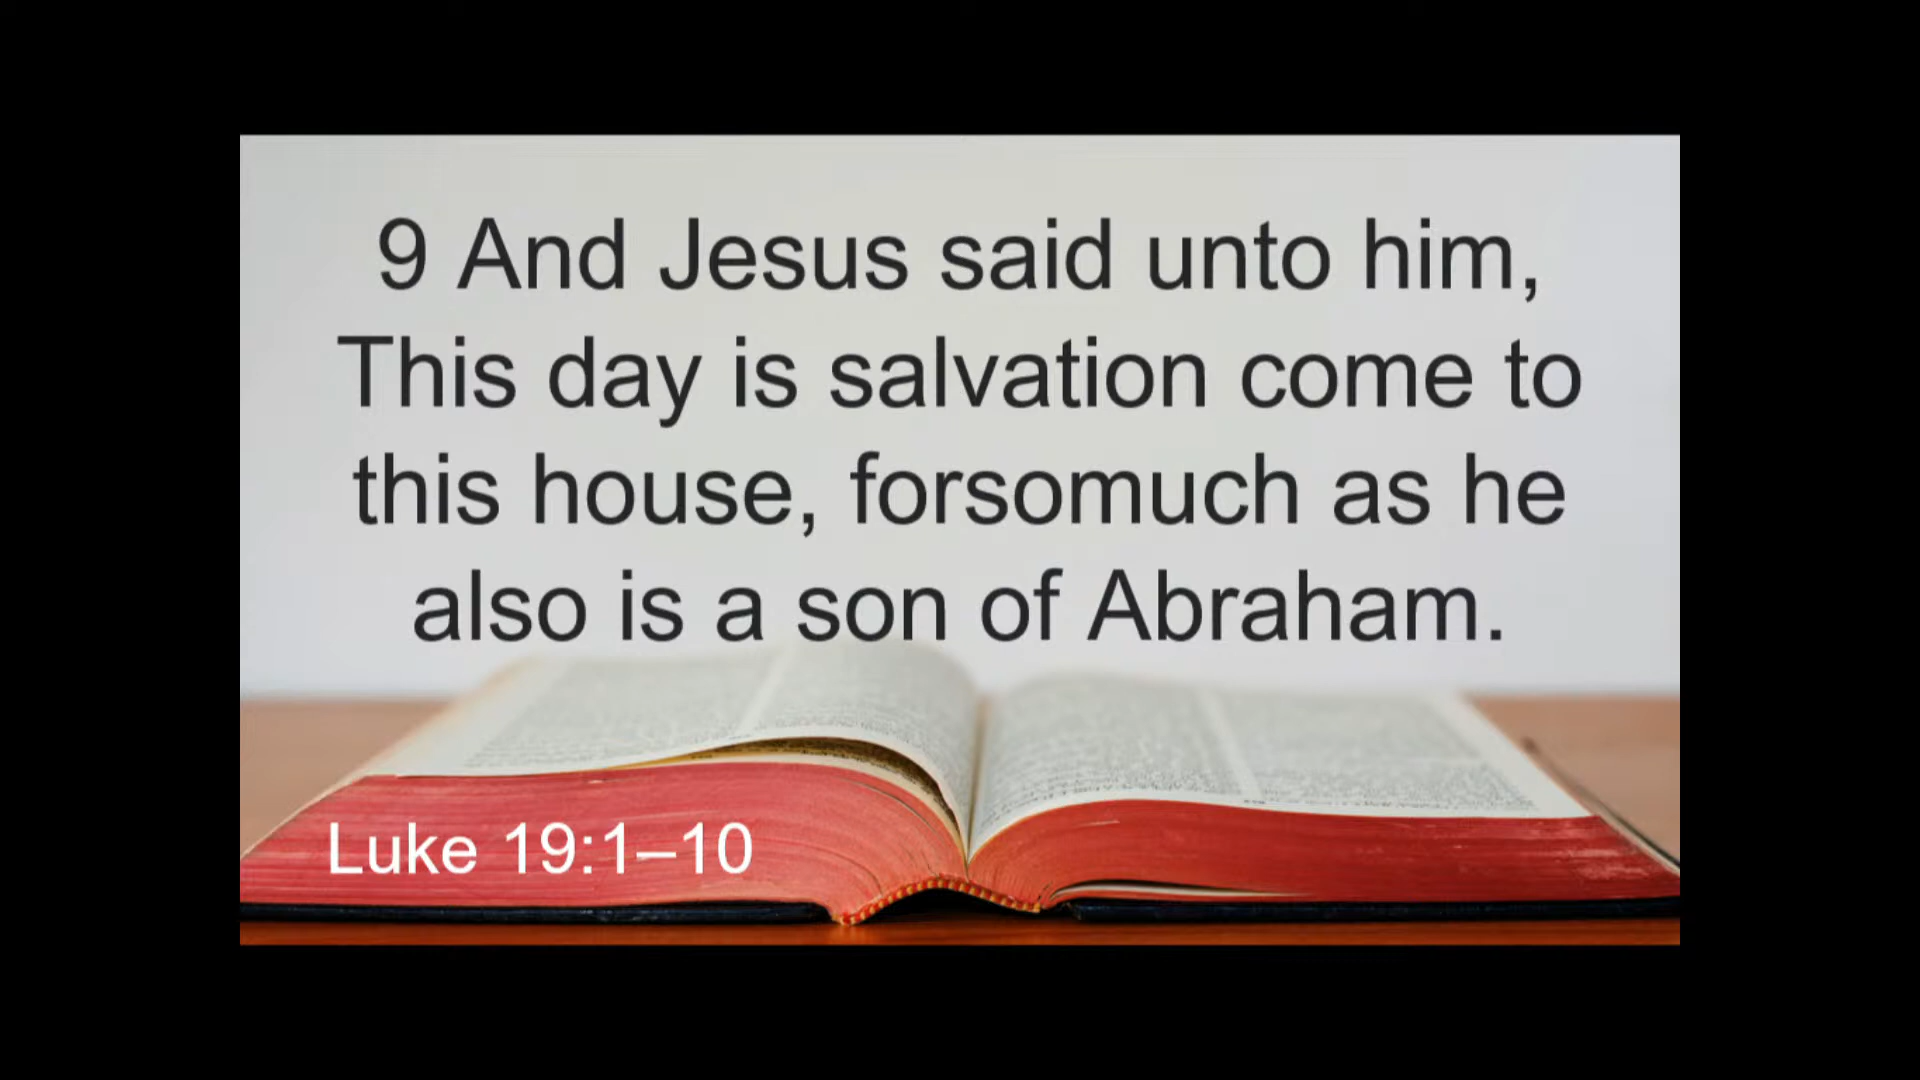 9 And Jesus said unto him,
This day is salvation come to
this house, forsomuch as he
also is a son of Abraham.
Luke 19:1–10